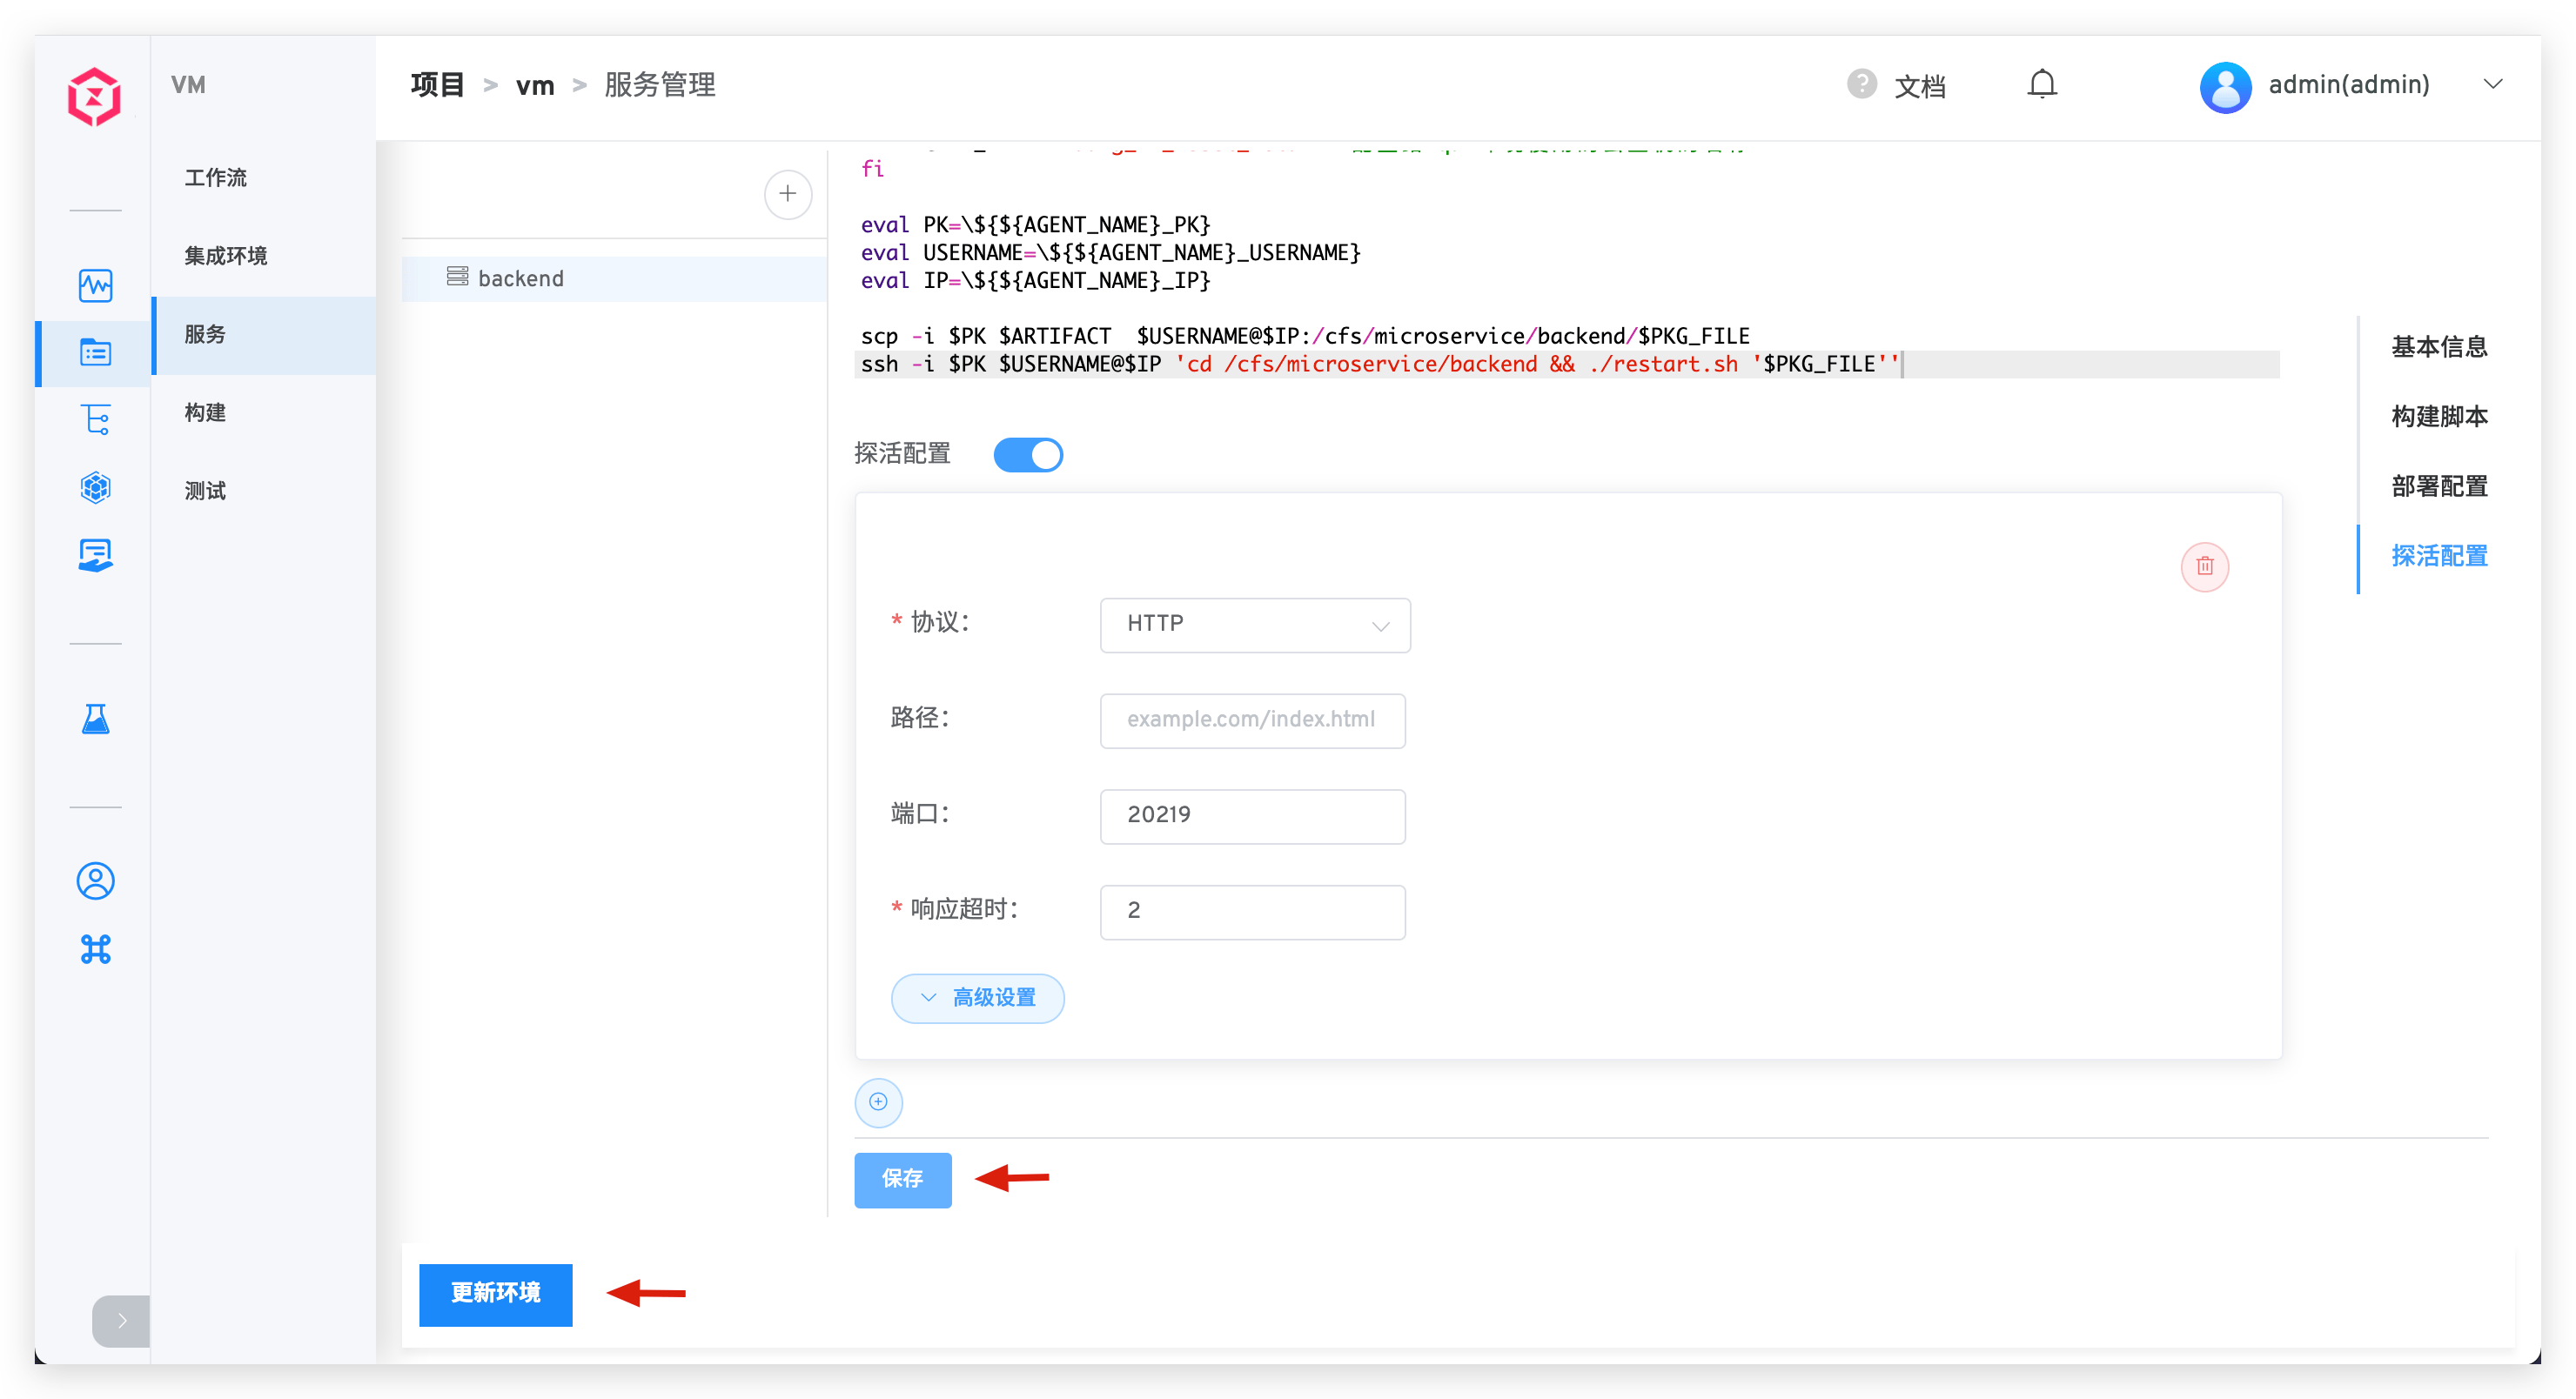 VM
项目 > vm > 服务管理
? 文档
admin(admin)
工作流
集成环境
服务
构建
测试
backend
fi
eval PK=\${${AGENT_NAME}_PK}
eval USERNAME=\${${AGENT_NAME}_USERNAME}
eval IP=\${${AGENT_NAME}_IP}
scp -i $PK $ARTIFACT  $USERNAME@$IP:/cfs/microservice/backend/$PKG_FILE
ssh -i $PK $USERNAME@$IP 'cd /cfs/microservice/backend && ./restart.sh '$PKG_FILE''
基本信息
构建脚本
部署配置
探活配置
探活配置
* 协议：
HTTP
路径：
example.com/index.html
端口：
20219
* 响应超时：
2
高级设置
保存
更新环境